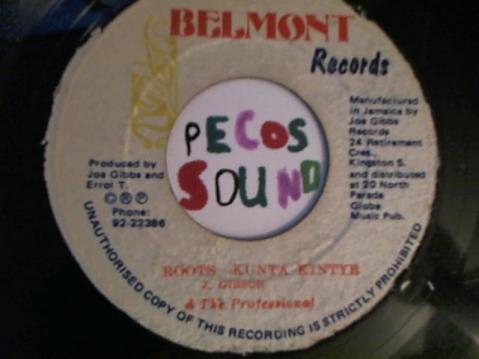 BELMONT
Records
Manufactured
in Jamaica by
Joe Gibbs
Records
24 Retirement
Cres.,
Kingston 5.
and distributed
at 20 North
Parade
Globe
Music Pub.
PECOS
SOUND
Produced by
Joe Gibbs and
Errol T.
© ℗
Phone:
92-22386
ROOTS KUNTA KINTYE
J. GIBSON
& The Professional
UNAUTHORISED COPY OF THIS RECORDING IS STRICTLY PROHIBITED